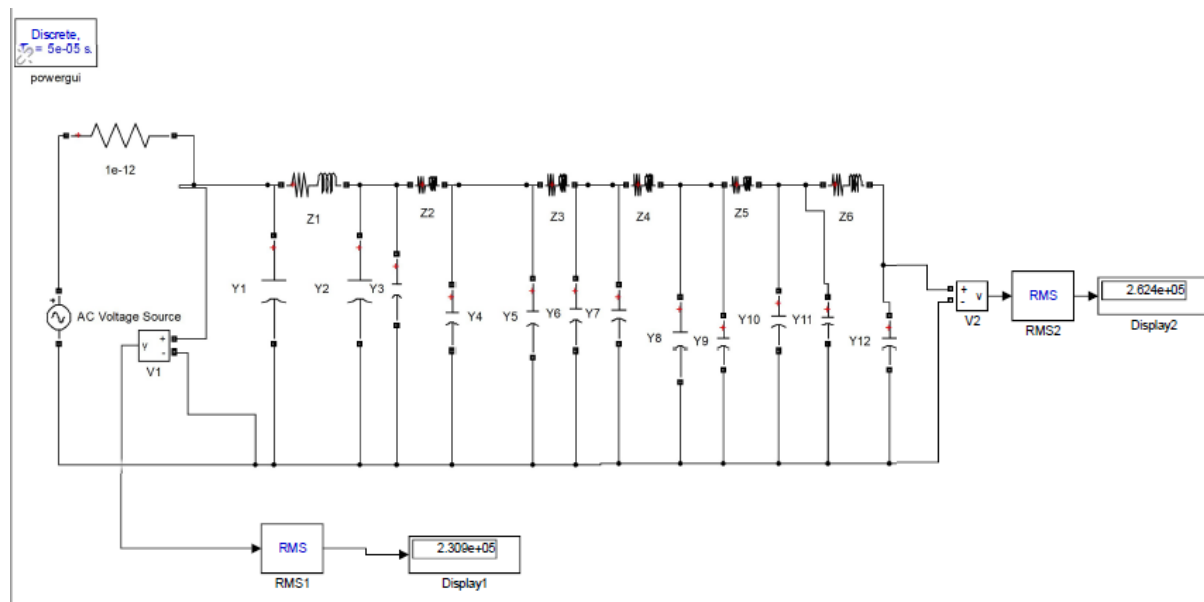 Discrete,
Ts = 5e-05 s.
powergui
1e-12
Z1
Z2
Z3
Z4
Z5
Z6
Y1
Y2
Y3
Y4
Y5
Y6
Y7
Y8
Y9
Y10
Y11
Y12
+
AC Voltage Source
+
v
-
V1
+
v
-
V2
RMS
RMS2
2.624e+05
Display2
RMS
RMS1
2.309e+05
Display1